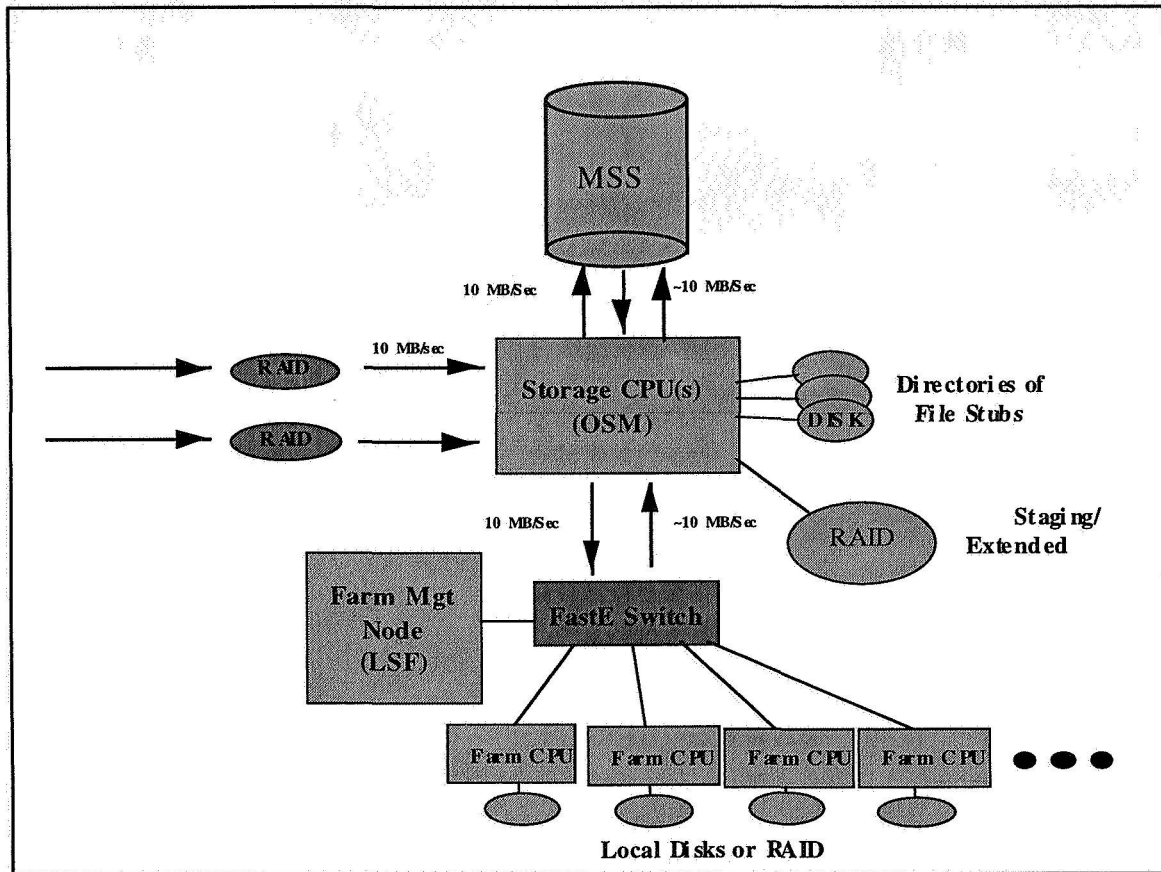 MSS
10 MB/Sec
~10 MB/Sec
RAID
10 MB/sec
RAID
Storage CPU(s)
(OSM)
DISK
Directories of
File Stubs
10 MB/Sec
~10 MB/Sec
RAID
Staging/
Extended
Farm Mgt
Node
(LSF)
FastE Switch
Farm CPU
Farm CPU
Farm CPU
Farm CPU
Local Disks or RAID